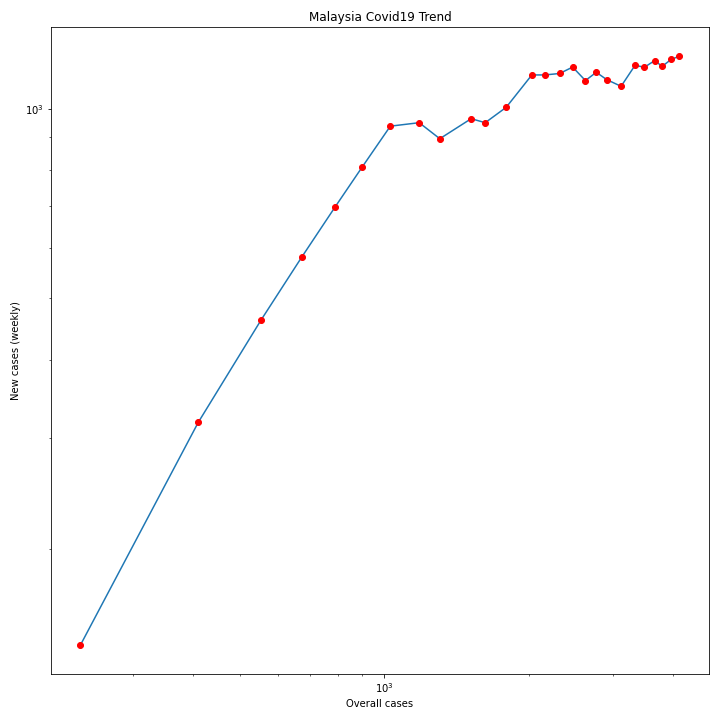 Malaysia Covid19 Trend
10³
New cases (weekly)
10³
Overall cases